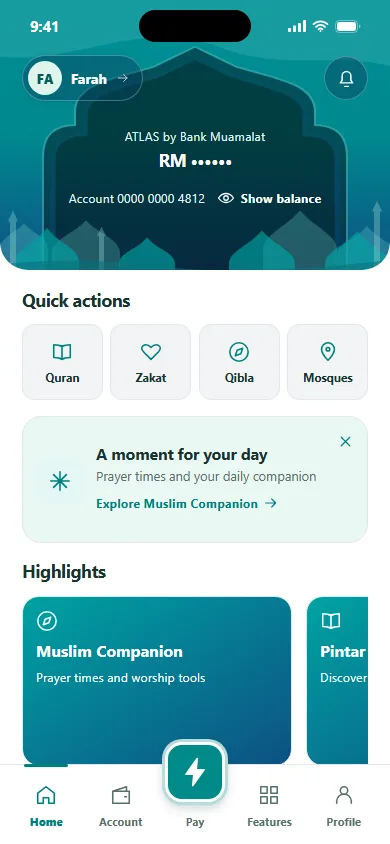 9:41
FA Farah →
ATLAS by Bank Muamalat
RM ••••••
Account 0000 0000 4812 Show balance
Quick actions
Quran Zakat Qibla Mosques
A moment for your day
Prayer times and your daily companion
Explore Muslim Companion →
Highlights
Muslim Companion
Prayer times and worship tools
Pintar
Discover
Home Account Pay Features Profile